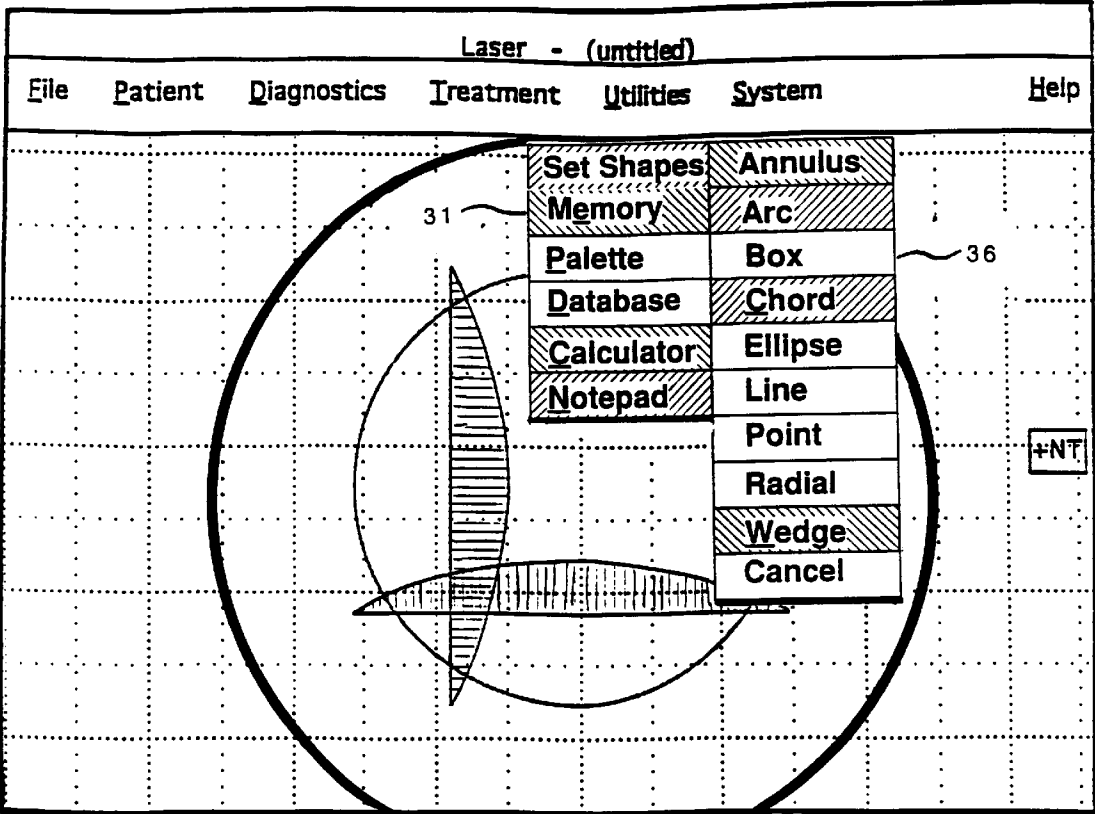 Laser - (untitled)
File Patient Diagnostics Treatment Utilities System Help
Set Shapes Annulus
31 Memory Arc
Palette Box 36
Database Chord
Calculator Ellipse
Notepad Line
Point
+NT
Radial
Wedge
Cancel